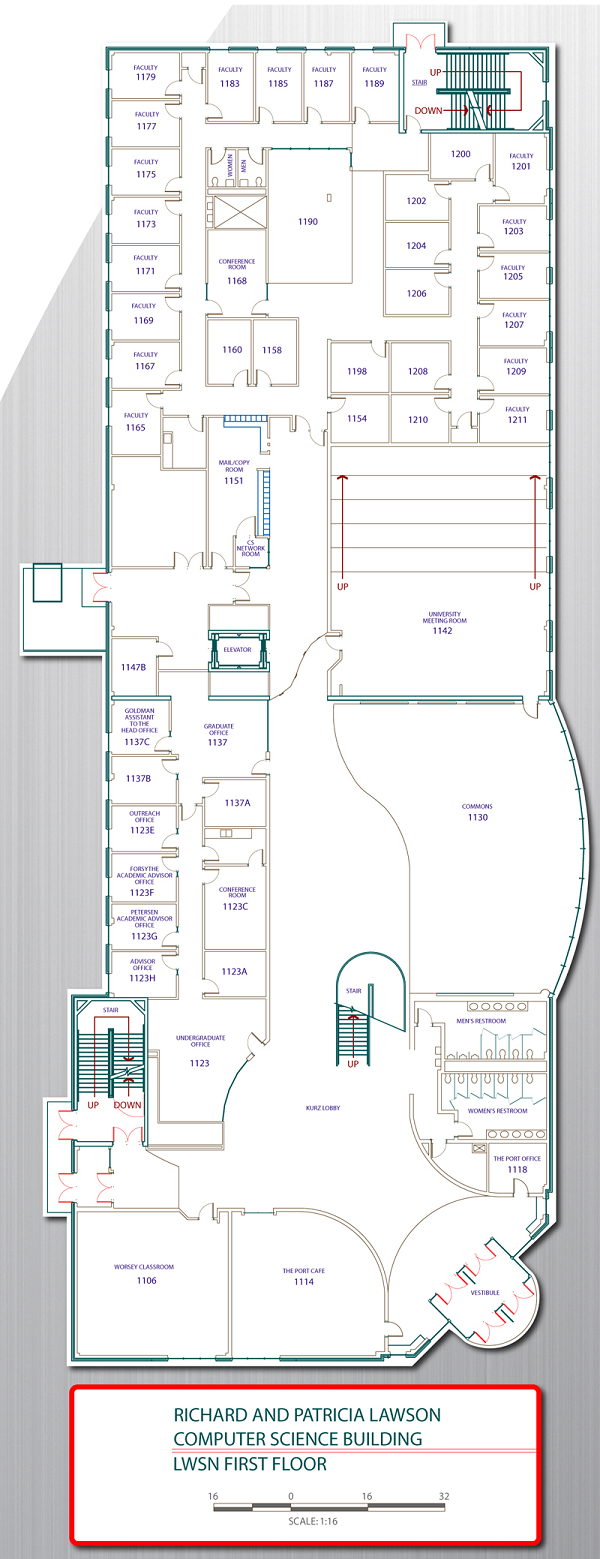 FACULTY
1179
FACULTY
1183
FACULTY
1185
FACULTY
1187
FACULTY
1189
STAIR
UP
DOWN
FACULTY
1177
FACULTY
1175
WOMEN
MEN
1200
FACULTY
1201
FACULTY
1173
1190
1202
FACULTY
1203
FACULTY
1171
CONFERENCE
ROOM
1168
1204
FACULTY
1205
FACULTY
1169
1206
FACULTY
1207
FACULTY
1167
1160
1158
1198
1208
FACULTY
1209
FACULTY
1165
1154
1210
FACULTY
1211
MAIL/COPY
ROOM
1151
CS
NETWORK
ROOM
UP
UP
UNIVERSITY
MEETING ROOM
1142
ELEVATOR
1147B
GOLDMAN
ASSISTANT
TO THE
HEAD OFFICE
1137C
GRADUATE
OFFICE
1137
1137B
1137A
COMMONS
1130
OUTREACH
OFFICE
1123E
FORSYTHE
ACADEMIC ADVISOR
OFFICE
1123F
CONFERENCE
ROOM
1123C
PETERSEN
ACADEMIC ADVISOR
OFFICE
1123G
ADVISOR
OFFICE
1123H
1123A
STAIR
STAIR
UP
MEN'S RESTROOM
UNDERGRADUATE
OFFICE
1123
UP
DOWN
KURZ LOBBY
WOMEN'S RESTROOM
THE PORT OFFICE
1118
WORSEY CLASSROOM
1106
THE PORT CAFE
1114
VESTIBULE
RICHARD AND PATRICIA LAWSON
COMPUTER SCIENCE BUILDING
LWSN FIRST FLOOR
16 0 16 32
SCALE: 1:16